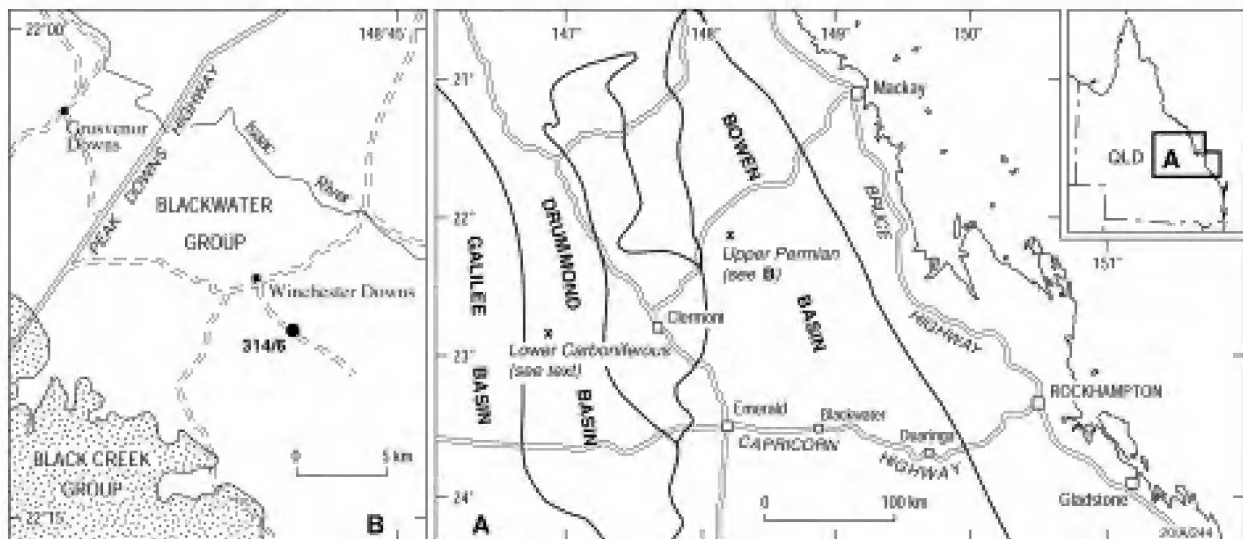 22°00'
148°45'
Grosvenor
Downs
PEAK DOWNS HIGHWAY
Isaac
River
BLACKWATER
GROUP
Winchester Downs
314/6
BLACK CREEK
GROUP
0 5 km
22°15'
B
147°
148°
149°
150°
21°
Mackay
BOWEN
BASIN
BRUCE
HIGHWAY
QLD
A
151°
22°
GALILEE
BASIN
DRUMMOND
BASIN
Upper Permian
(see B)
Clermont
Lower Carboniferous
(see text)
23°
ROCKHAMPTON
Emerald
Blackwater
Duaringa
CAPRICORN
HIGHWAY
Gladstone
0 100 km
24°
A